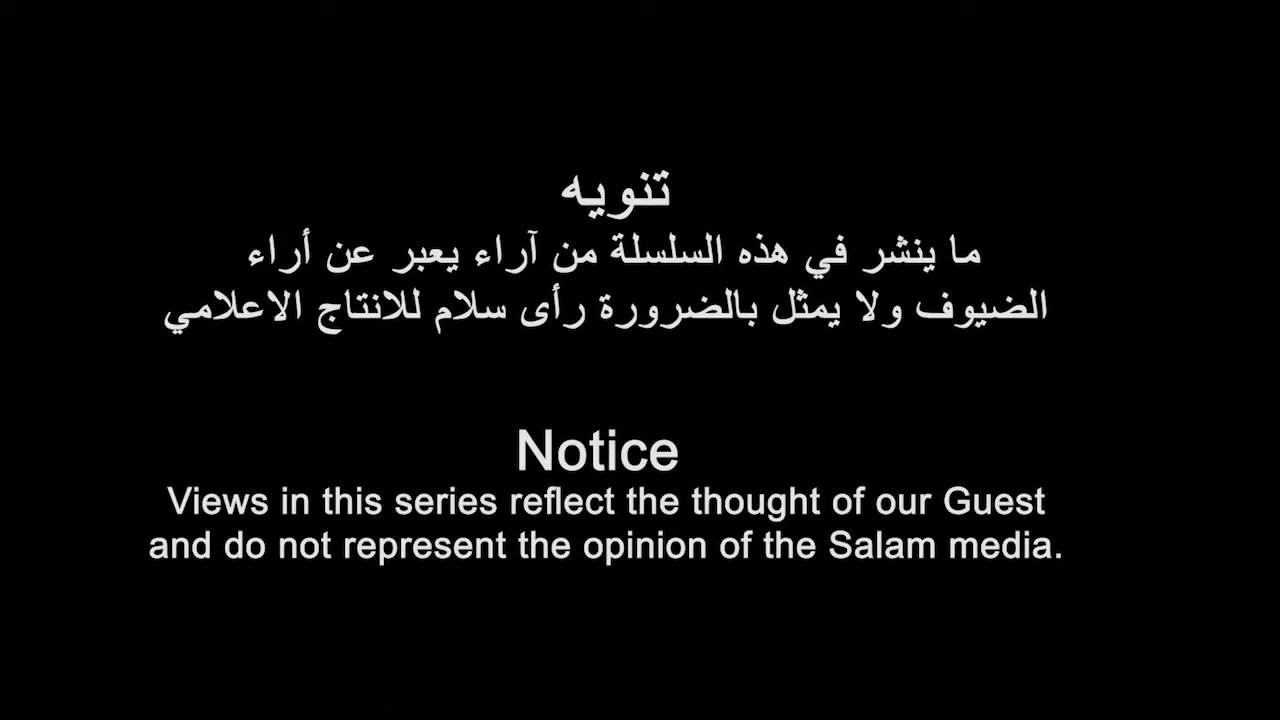 تنويه
ما ينشر في هذه السلسلة من آراء يعبر عن أراء
الضيوف ولا يمثل بالضرورة رأى سلام للانتاج الاعلامي
Notice
Views in this series reflect the thought of our Guest
and do not represent the opinion of the Salam media.